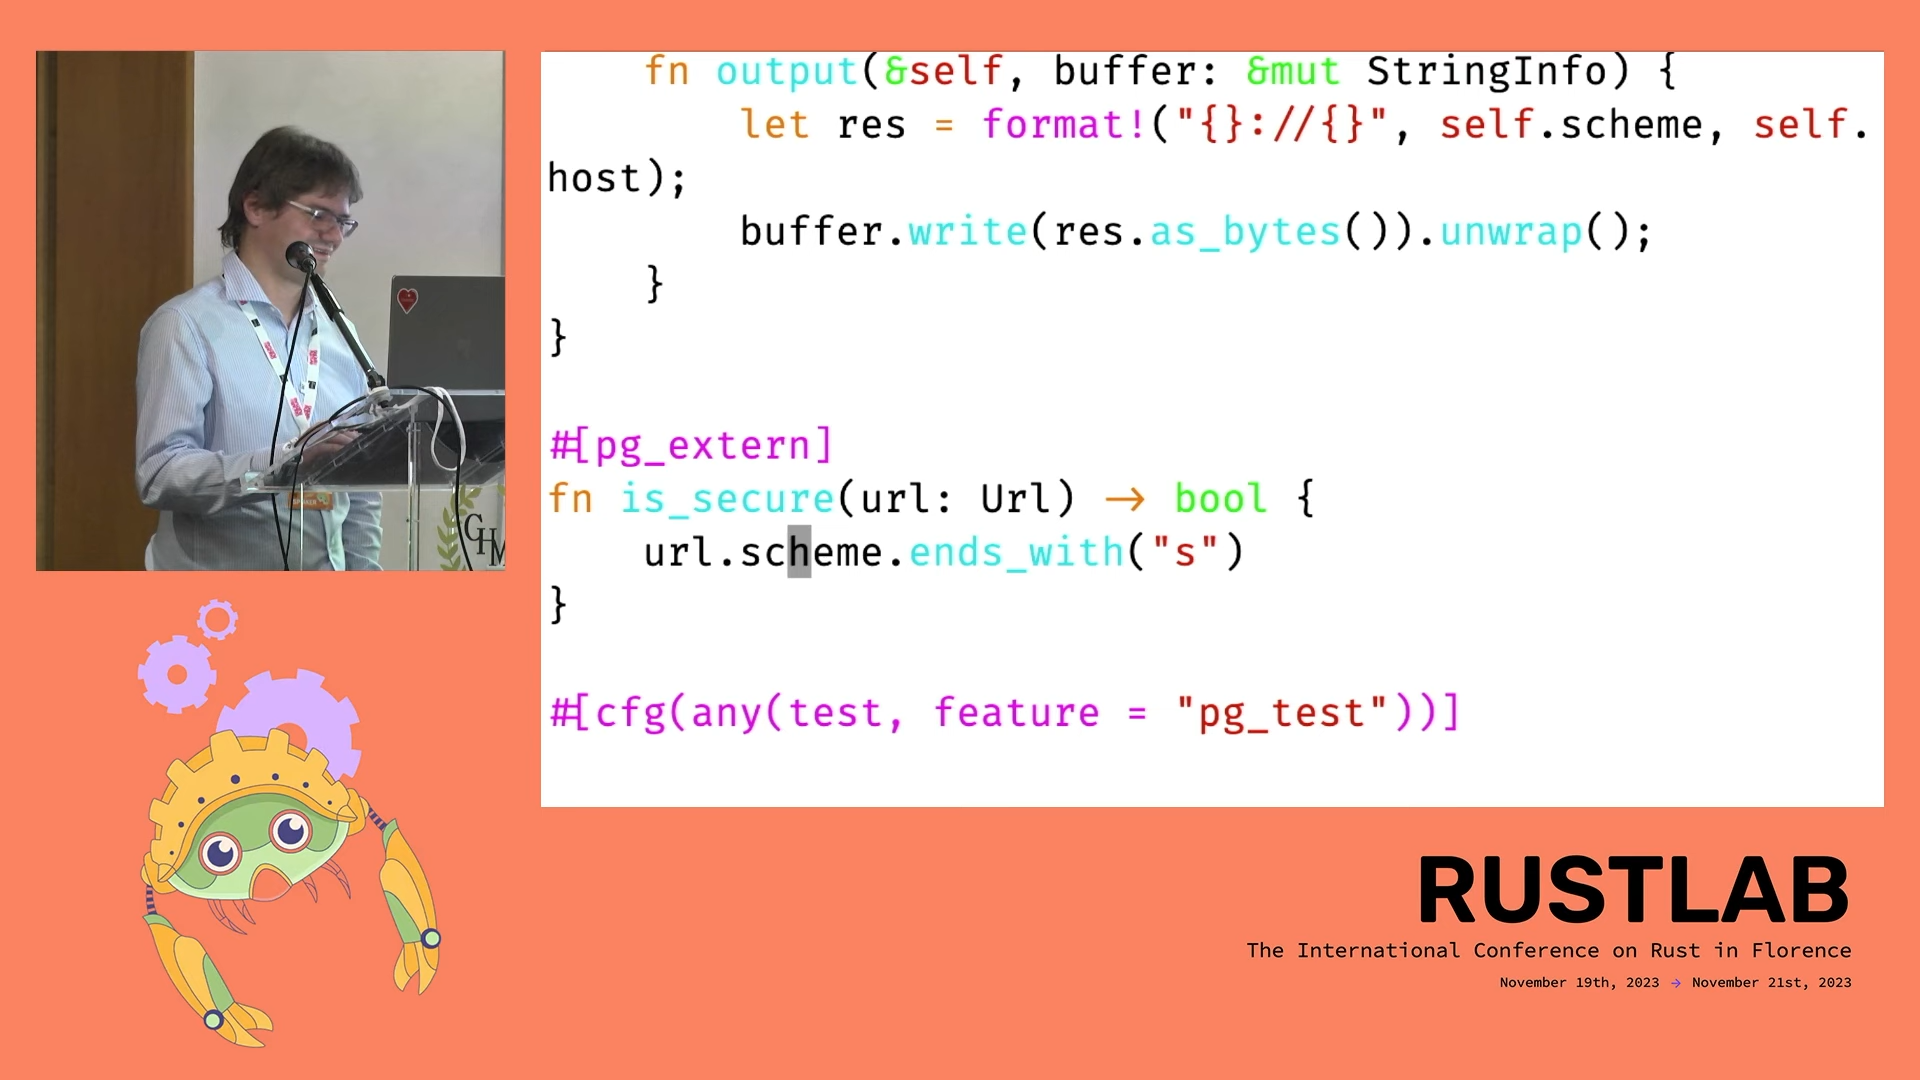 fn output(&self, buffer: &mut StringInfo) {
let res = format!("{}://{}", self.scheme, self.
host);
buffer.write(res.as_bytes()).unwrap();
}
}
#[pg_extern]
fn is_secure(url: Url) → bool {
url.scheme.ends_with("s")
}
#[cfg(any(test, feature = "pg_test"))]
SPEAKER
GHM
RUSTLAB
The International Conference on Rust in Florence
November 19th, 2023 → November 21st, 2023